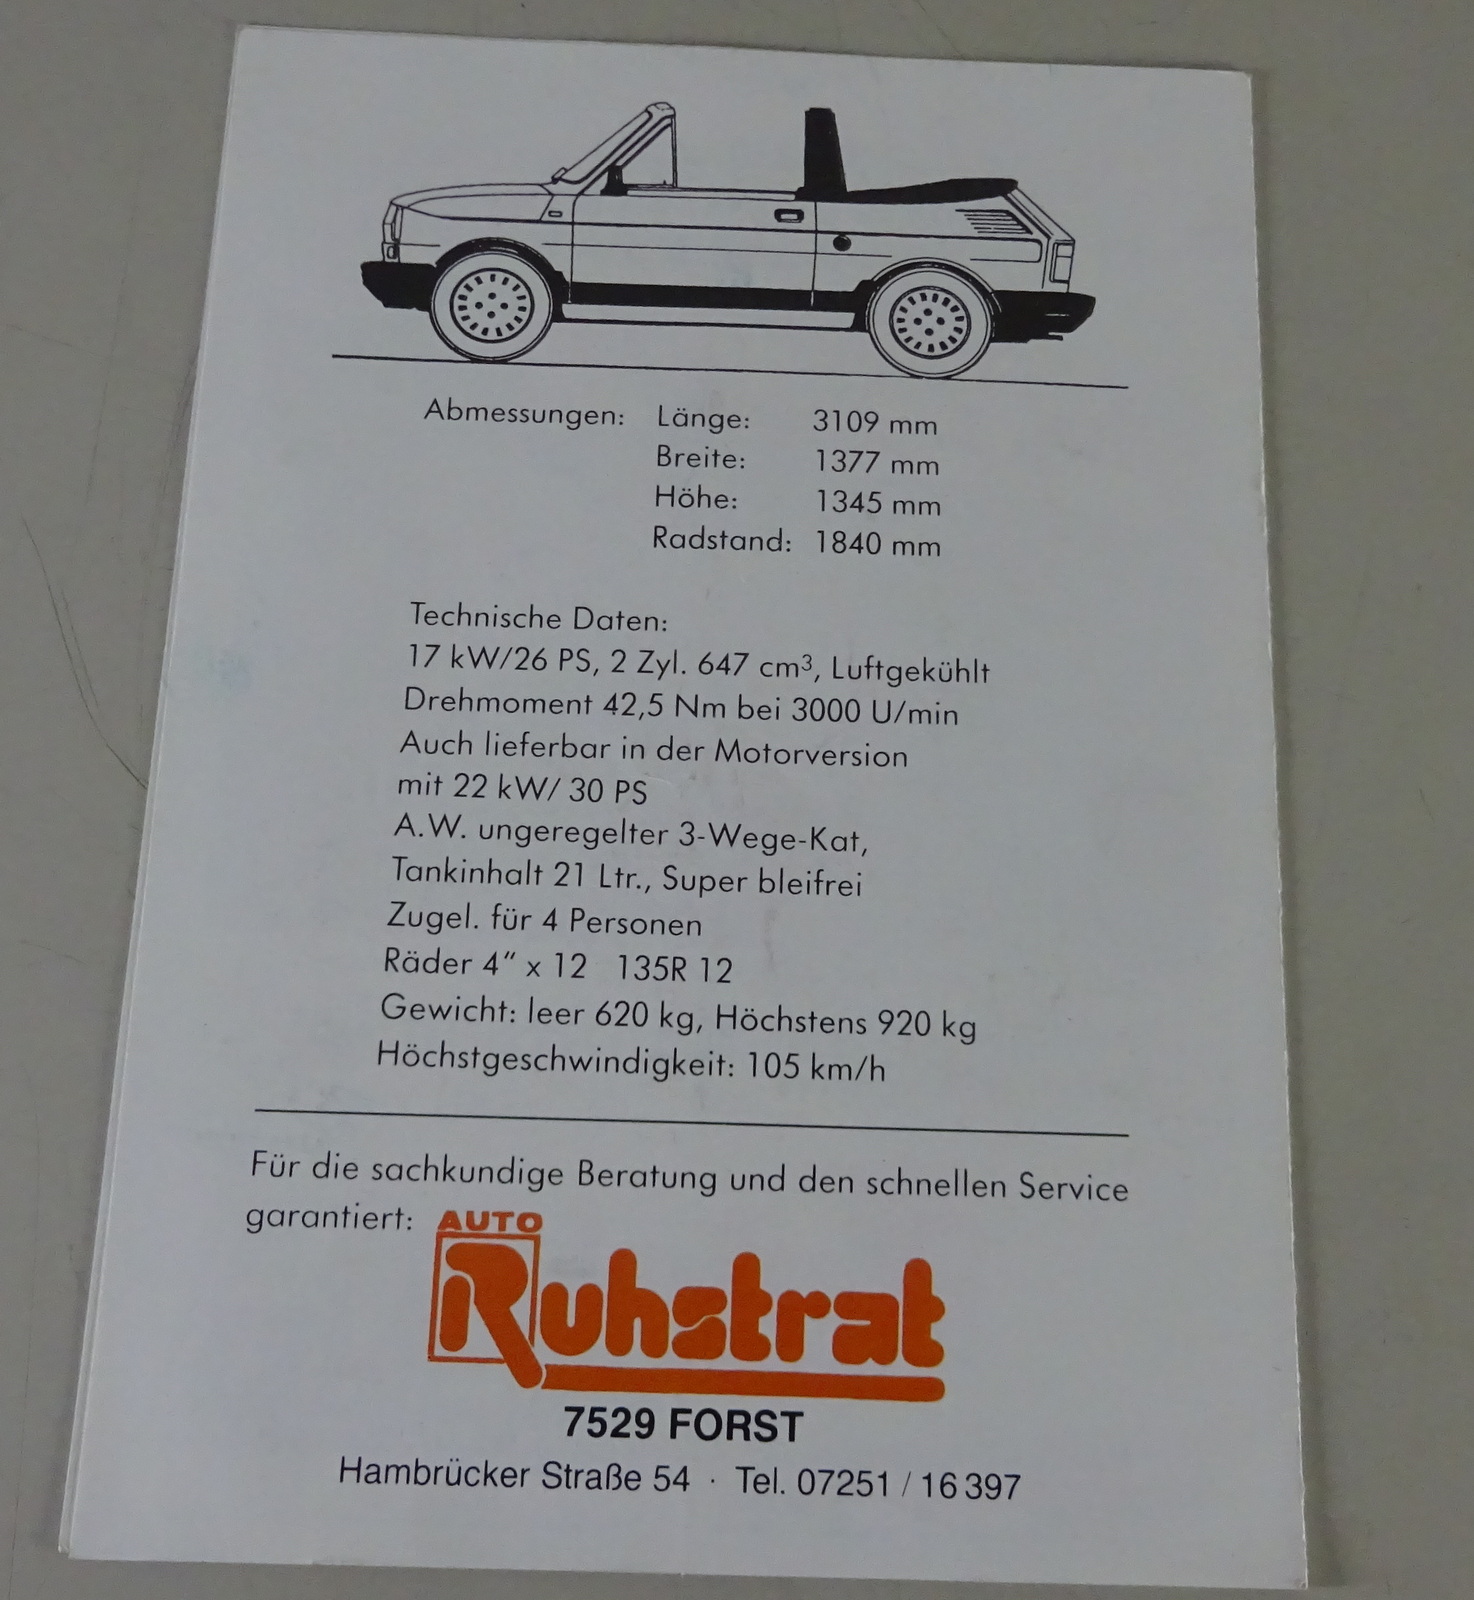 Abmessungen: Länge: 3109 mm
Breite: 1377 mm
Höhe: 1345 mm
Radstand: 1840 mm
Technische Daten:
17 kW/26 PS, 2 Zyl. 647 cm³, Luftgekühlt
Drehmoment 42,5 Nm bei 3000 U/min
Auch lieferbar in der Motorversion
mit 22 kW/ 30 PS
A.W. ungeregelter 3-Wege-Kat,
Tankinhalt 21 Ltr., Super bleifrei
Zugel. für 4 Personen
Räder 4“ x 12 135R 12
Gewicht: leer 620 kg, Höchstens 920 kg
Höchstgeschwindigkeit: 105 km/h
Für die sachkundige Beratung und den schnellen Service
garantiert: AUTO
Ruhstrat
7529 FORST
Hambrücker Straße 54 · Tel. 07251 / 16 397